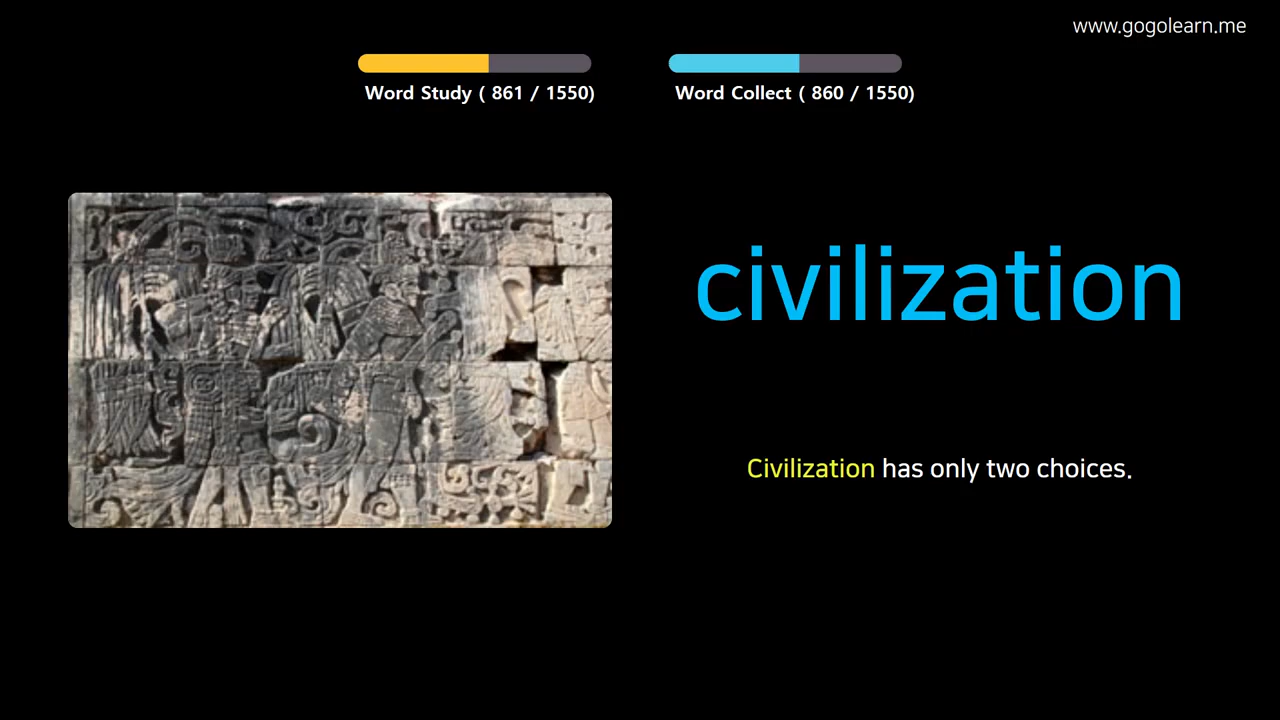 www.gogolearn.me
Word Study ( 861 / 1550)
Word Collect ( 860 / 1550)
civilization
Civilization has only two choices.